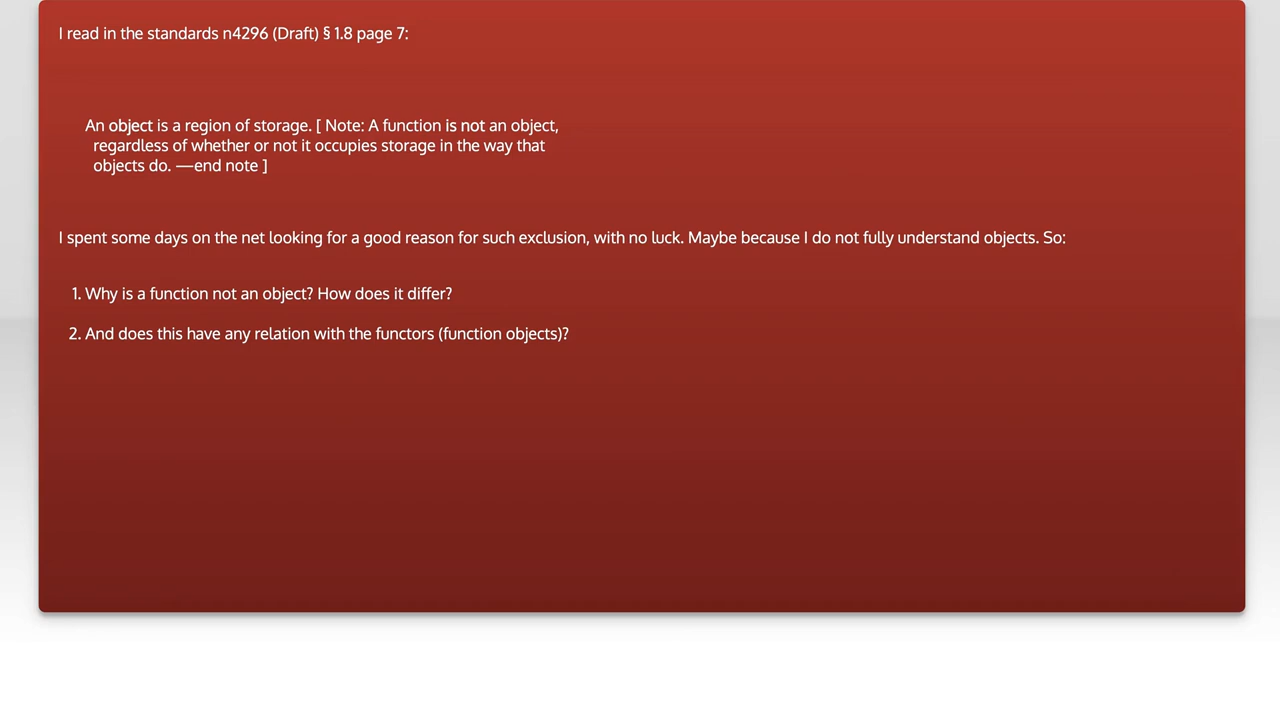 I read in the standards n4296 (Draft) § 1.8 page 7:
An object is a region of storage. [ Note: A function is not an object,
regardless of whether or not it occupies storage in the way that
objects do. —end note ]
I spent some days on the net looking for a good reason for such exclusion, with no luck. Maybe because I do not fully understand objects. So:
1. Why is a function not an object? How does it differ?
2. And does this have any relation with the functors (function objects)?